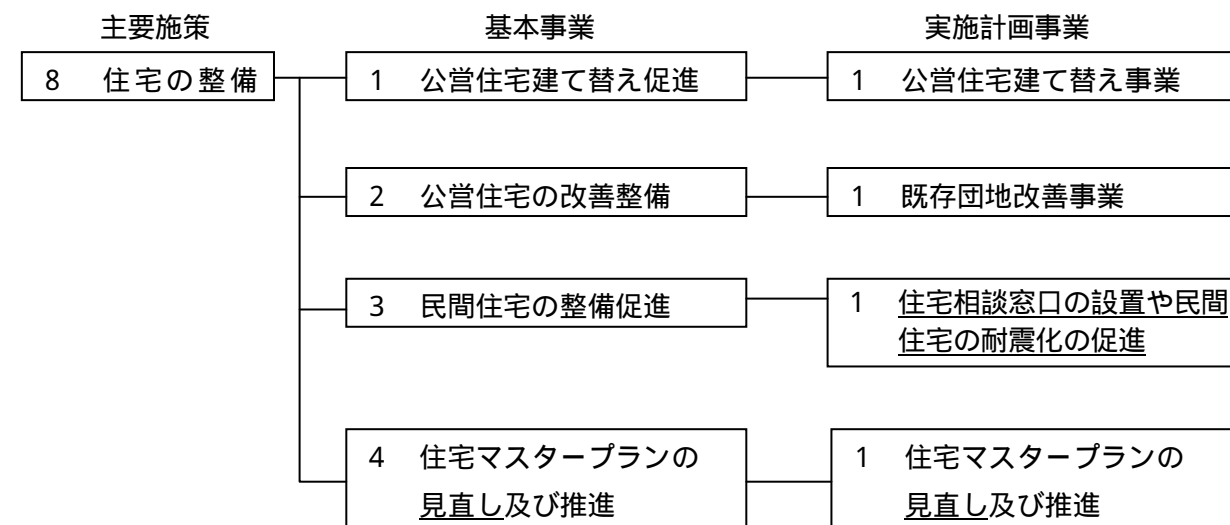 主要施策 基本事業 実施計画事業
8 住宅の整備 1 公営住宅建て替え促進 1 公営住宅建て替え事業
2 公営住宅の改善整備 1 既存団地改善事業
3 民間住宅の整備促進 1 住宅相談窓口の設置や民間
住宅の耐震化の促進
4 住宅マスタープランの 1 住宅マスタープランの
見直し及び推進 見直し及び推進